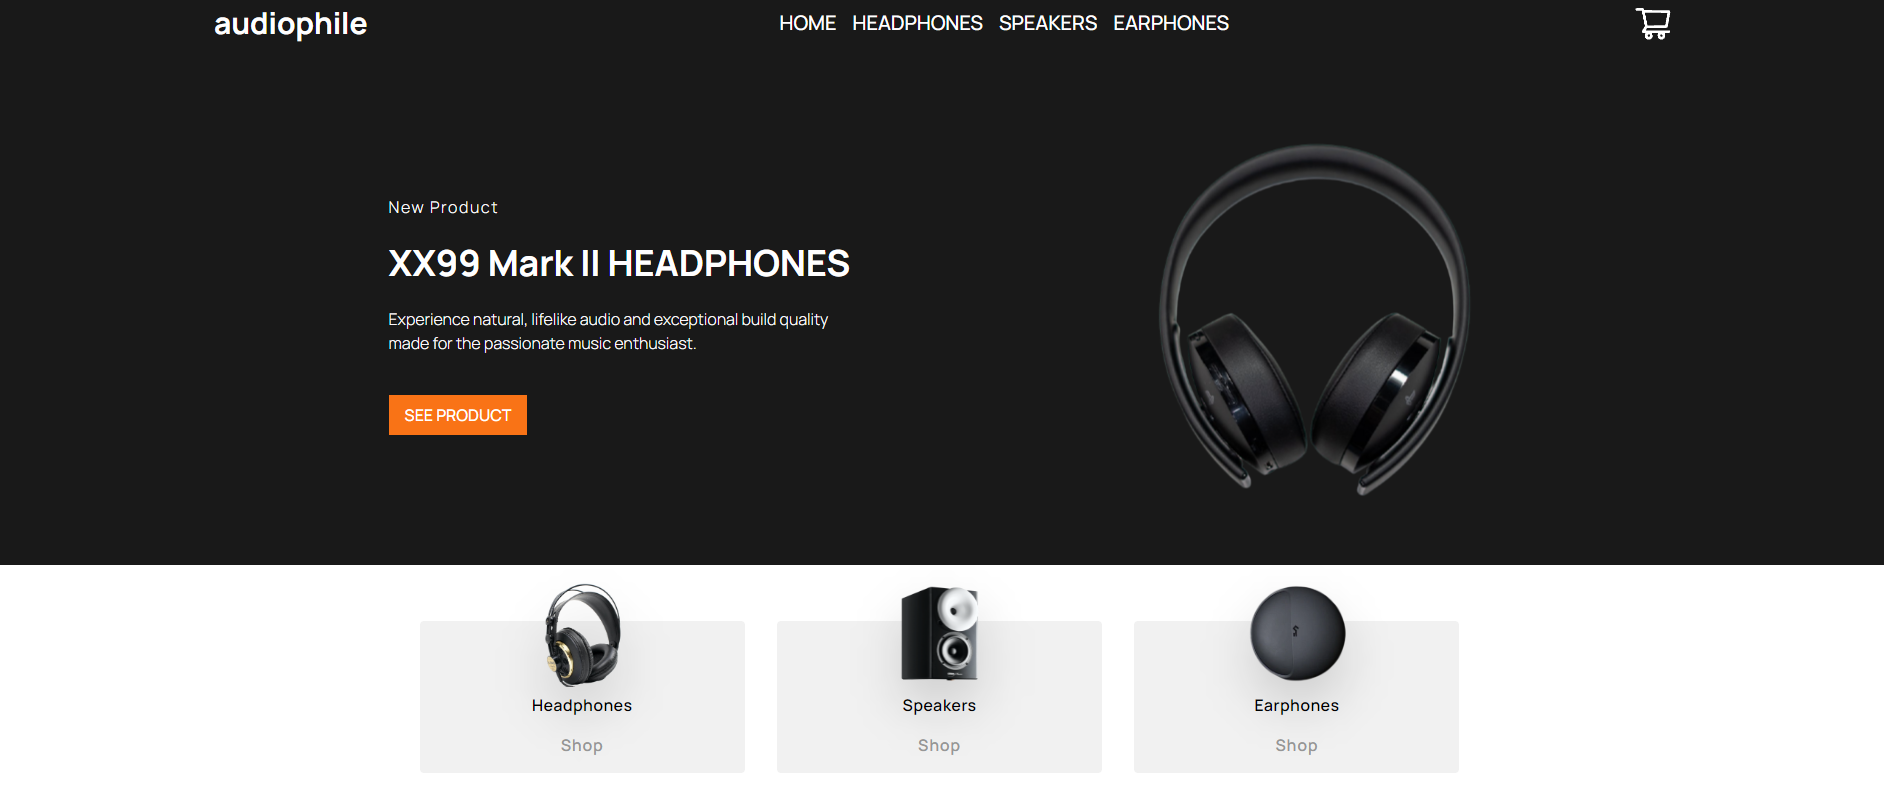 audiophile
HOME HEADPHONES SPEAKERS EARPHONES
New Product
XX99 Mark II HEADPHONES
Experience natural, lifelike audio and exceptional build quality
made for the passionate music enthusiast.
SEE PRODUCT
Headphones
Shop
Speakers
Shop
Earphones
Shop